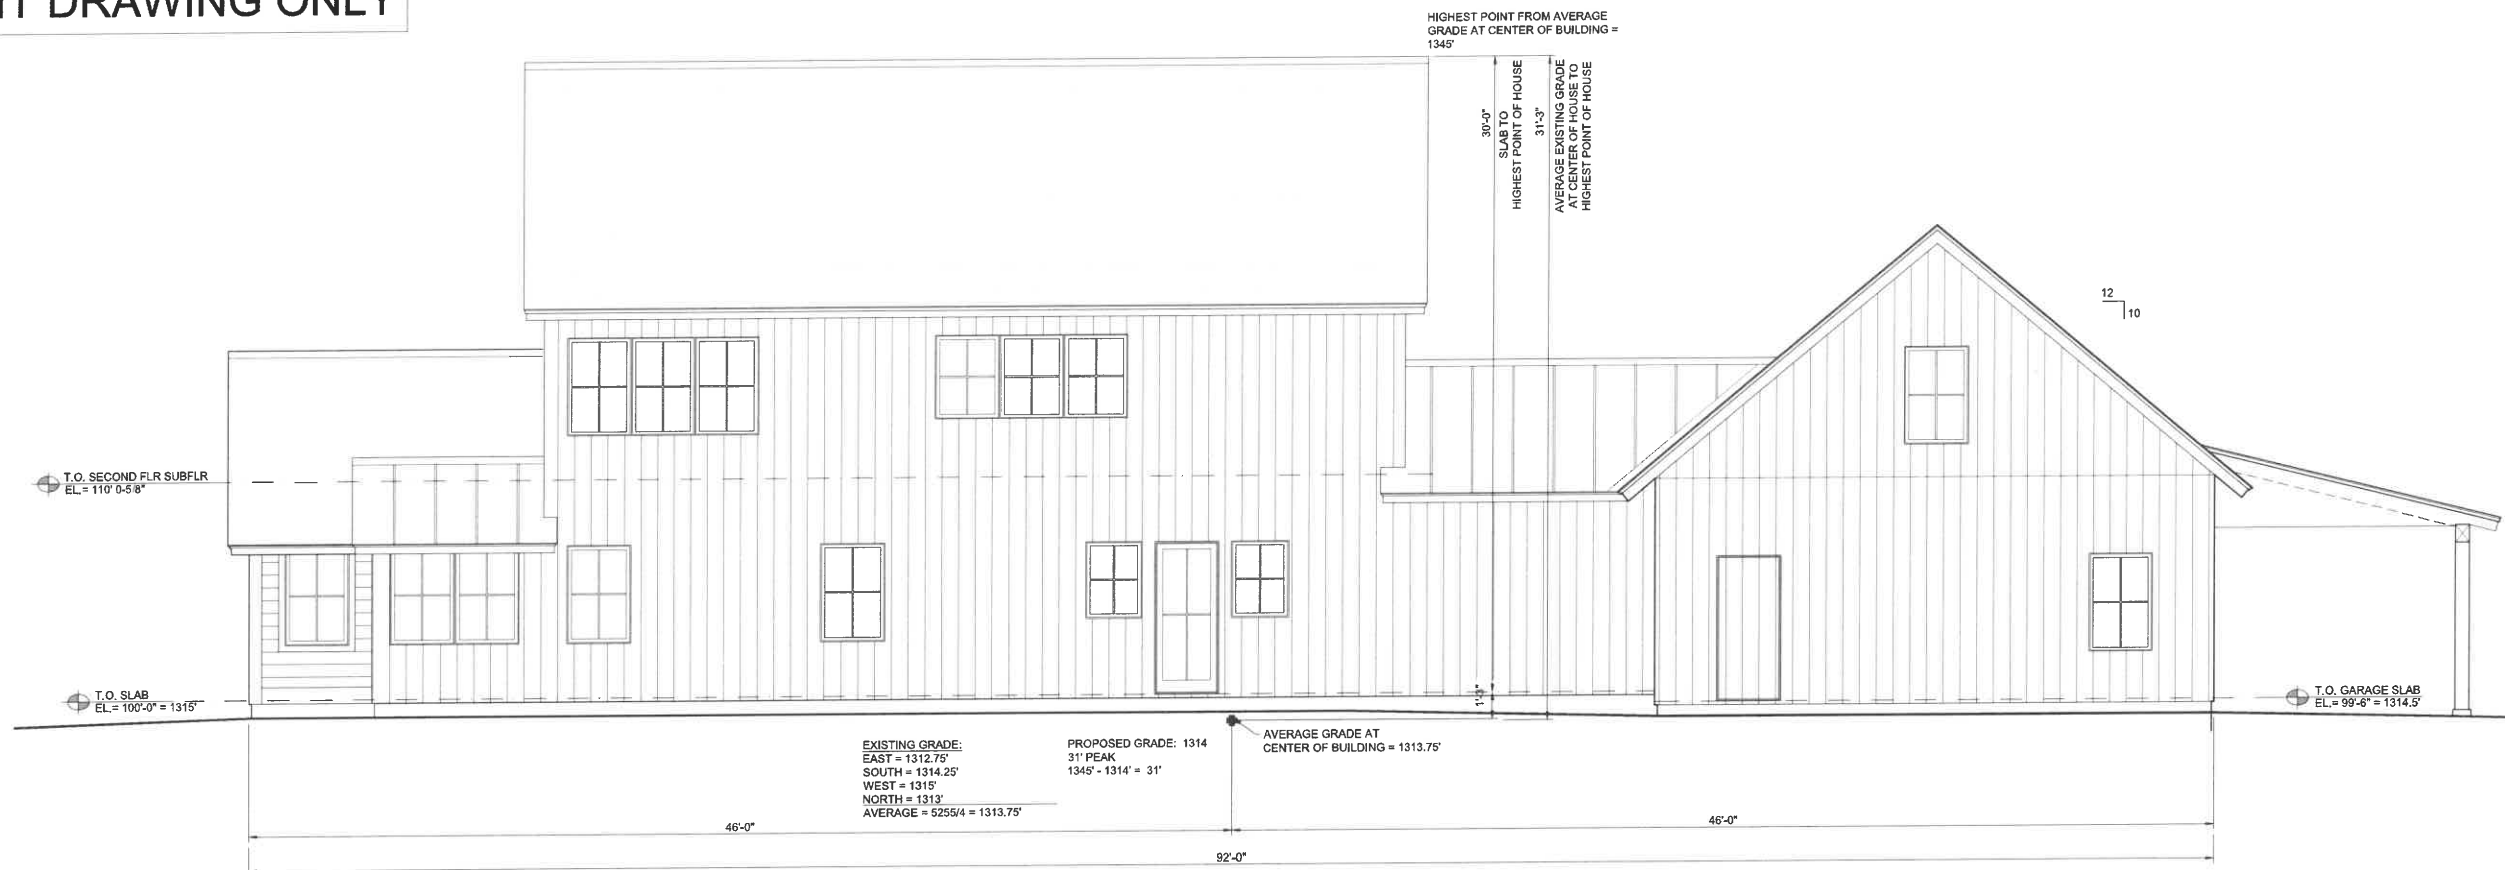 DRAWING ONLY
HIGHEST POINT FROM AVERAGE
GRADE AT CENTER OF BUILDING =
1345'
30'-0"
SLAB TO
HIGHEST POINT OF HOUSE
31'-3"
AVERAGE EXISTING GRADE
AT CENTER OF HOUSE TO
HIGHEST POINT OF HOUSE
12
10
T.O. SECOND FLR SUBFLR
EL.= 110' 0-5/8"
T.O. SLAB
EL.= 100'-0" = 1315'
1'-3"
T.O. GARAGE SLAB
EL.= 99'-6" = 1314.5'
EXISTING GRADE:
EAST = 1312.75'
SOUTH = 1314.25'
WEST = 1315'
NORTH = 1313'
AVERAGE = 5255/4 = 1313.75'
PROPOSED GRADE: 1314
31' PEAK
1345' - 1314' = 31'
AVERAGE GRADE AT
CENTER OF BUILDING = 1313.75'
46'-0"
46'-0"
92'-0"